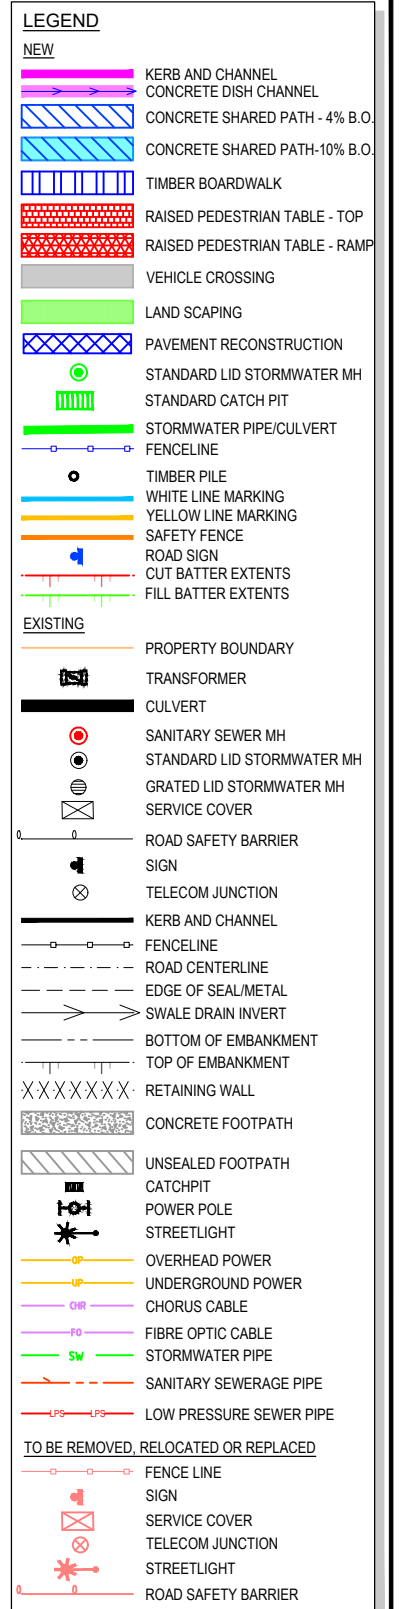 LEGEND
NEW
KERB AND CHANNEL
CONCRETE DISH CHANNEL
CONCRETE SHARED PATH - 4% B.O.
CONCRETE SHARED PATH-10% B.O.
TIMBER BOARDWALK
RAISED PEDESTRIAN TABLE - TOP
RAISED PEDESTRIAN TABLE - RAMP
VEHICLE CROSSING
LAND SCAPING
PAVEMENT RECONSTRUCTION
STANDARD LID STORMWATER MH
STANDARD CATCH PIT
STORMWATER PIPE/CULVERT
FENCELINE
TIMBER PILE
WHITE LINE MARKING
YELLOW LINE MARKING
SAFETY FENCE
ROAD SIGN
CUT BATTER EXTENTS
FILL BATTER EXTENTS
EXISTING
PROPERTY BOUNDARY
TRANSFORMER
CULVERT
SANITARY SEWER MH
STANDARD LID STORMWATER MH
GRATED LID STORMWATER MH
SERVICE COVER
ROAD SAFETY BARRIER
SIGN
TELECOM JUNCTION
KERB AND CHANNEL
FENCELINE
ROAD CENTERLINE
EDGE OF SEAL/METAL
SWALE DRAIN INVERT
BOTTOM OF EMBANKMENT
TOP OF EMBANKMENT
RETAINING WALL
CONCRETE FOOTPATH
UNSEALED FOOTPATH
CATCHPIT
POWER POLE
STREETLIGHT
OP OVERHEAD POWER
UP UNDERGROUND POWER
CHR CHORUS CABLE
FO FIBRE OPTIC CABLE
SW STORMWATER PIPE
SANITARY SEWERAGE PIPE
LPS LPS LOW PRESSURE SEWER PIPE
TO BE REMOVED, RELOCATED OR REPLACED
FENCE LINE
SIGN
SERVICE COVER
TELECOM JUNCTION
STREETLIGHT
ROAD SAFETY BARRIER